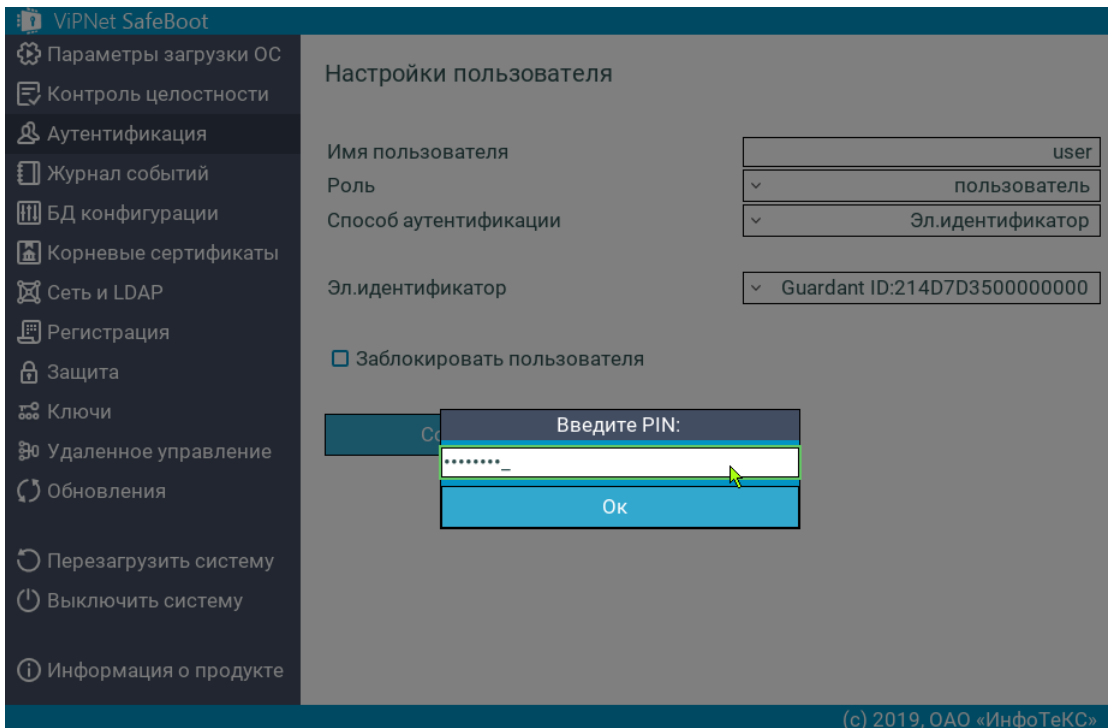 ViPNet SafeBoot
Параметры загрузки ОС
Контроль целостности
Аутентификация
Журнал событий
БД конфигурации
Корневые сертификаты
Сеть и LDAP
Регистрация
Защита
Ключи
Удаленное управление
Обновления
Перезагрузить систему
Выключить систему
Информация о продукте
Настройки пользователя
Имя пользователя user
Роль пользователь
Способ аутентификации Эл.идентификатор
Эл.идентификатор Guardant ID:214D7D3500000000
Заблокировать пользователя
Введите PIN:
••••••••_
Ок
(c) 2019, ОАО «ИнфоТеКС»